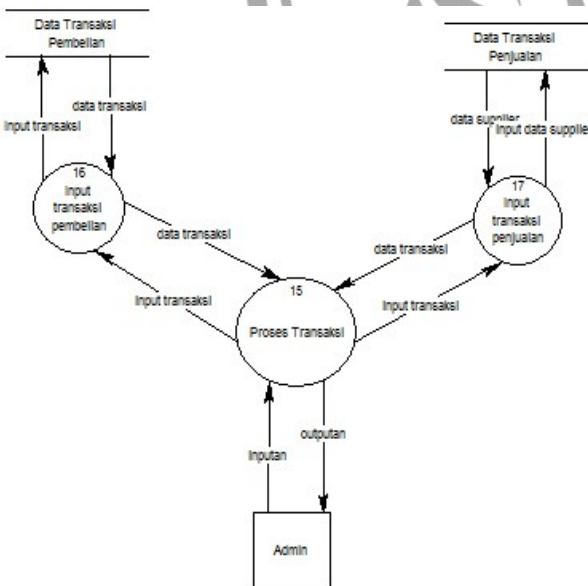 Data Transaksi
Pembelian
Data Transaksi
Penjualan
data transaksi
Input transaksi
data supplier
Input data supplie
16
Input
transaksi
pembelian
17
Input
transaksi
penjualan
data transaksi
data transaksi
Input transaksi
Input transaksi
15
Proses Transaksi
outputan
Inputan
Admin